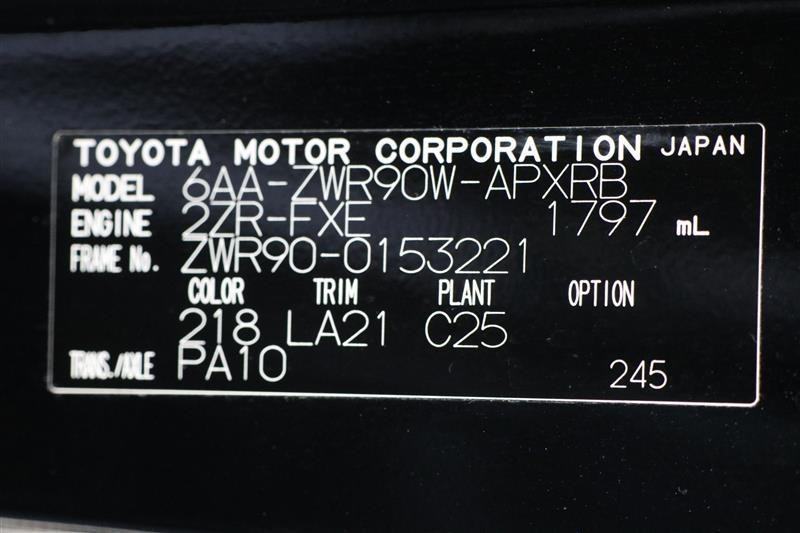 TOYOTA MOTOR CORPORATION JAPAN
MODEL 6AA-ZWR90W-APXRB
ENGINE 2ZR-FXE 1797 mL
FRAME No. ZWR90-0153221
COLOR TRIM PLANT OPTION
218 LA21 C25
TRANS./AXLE PA10 245